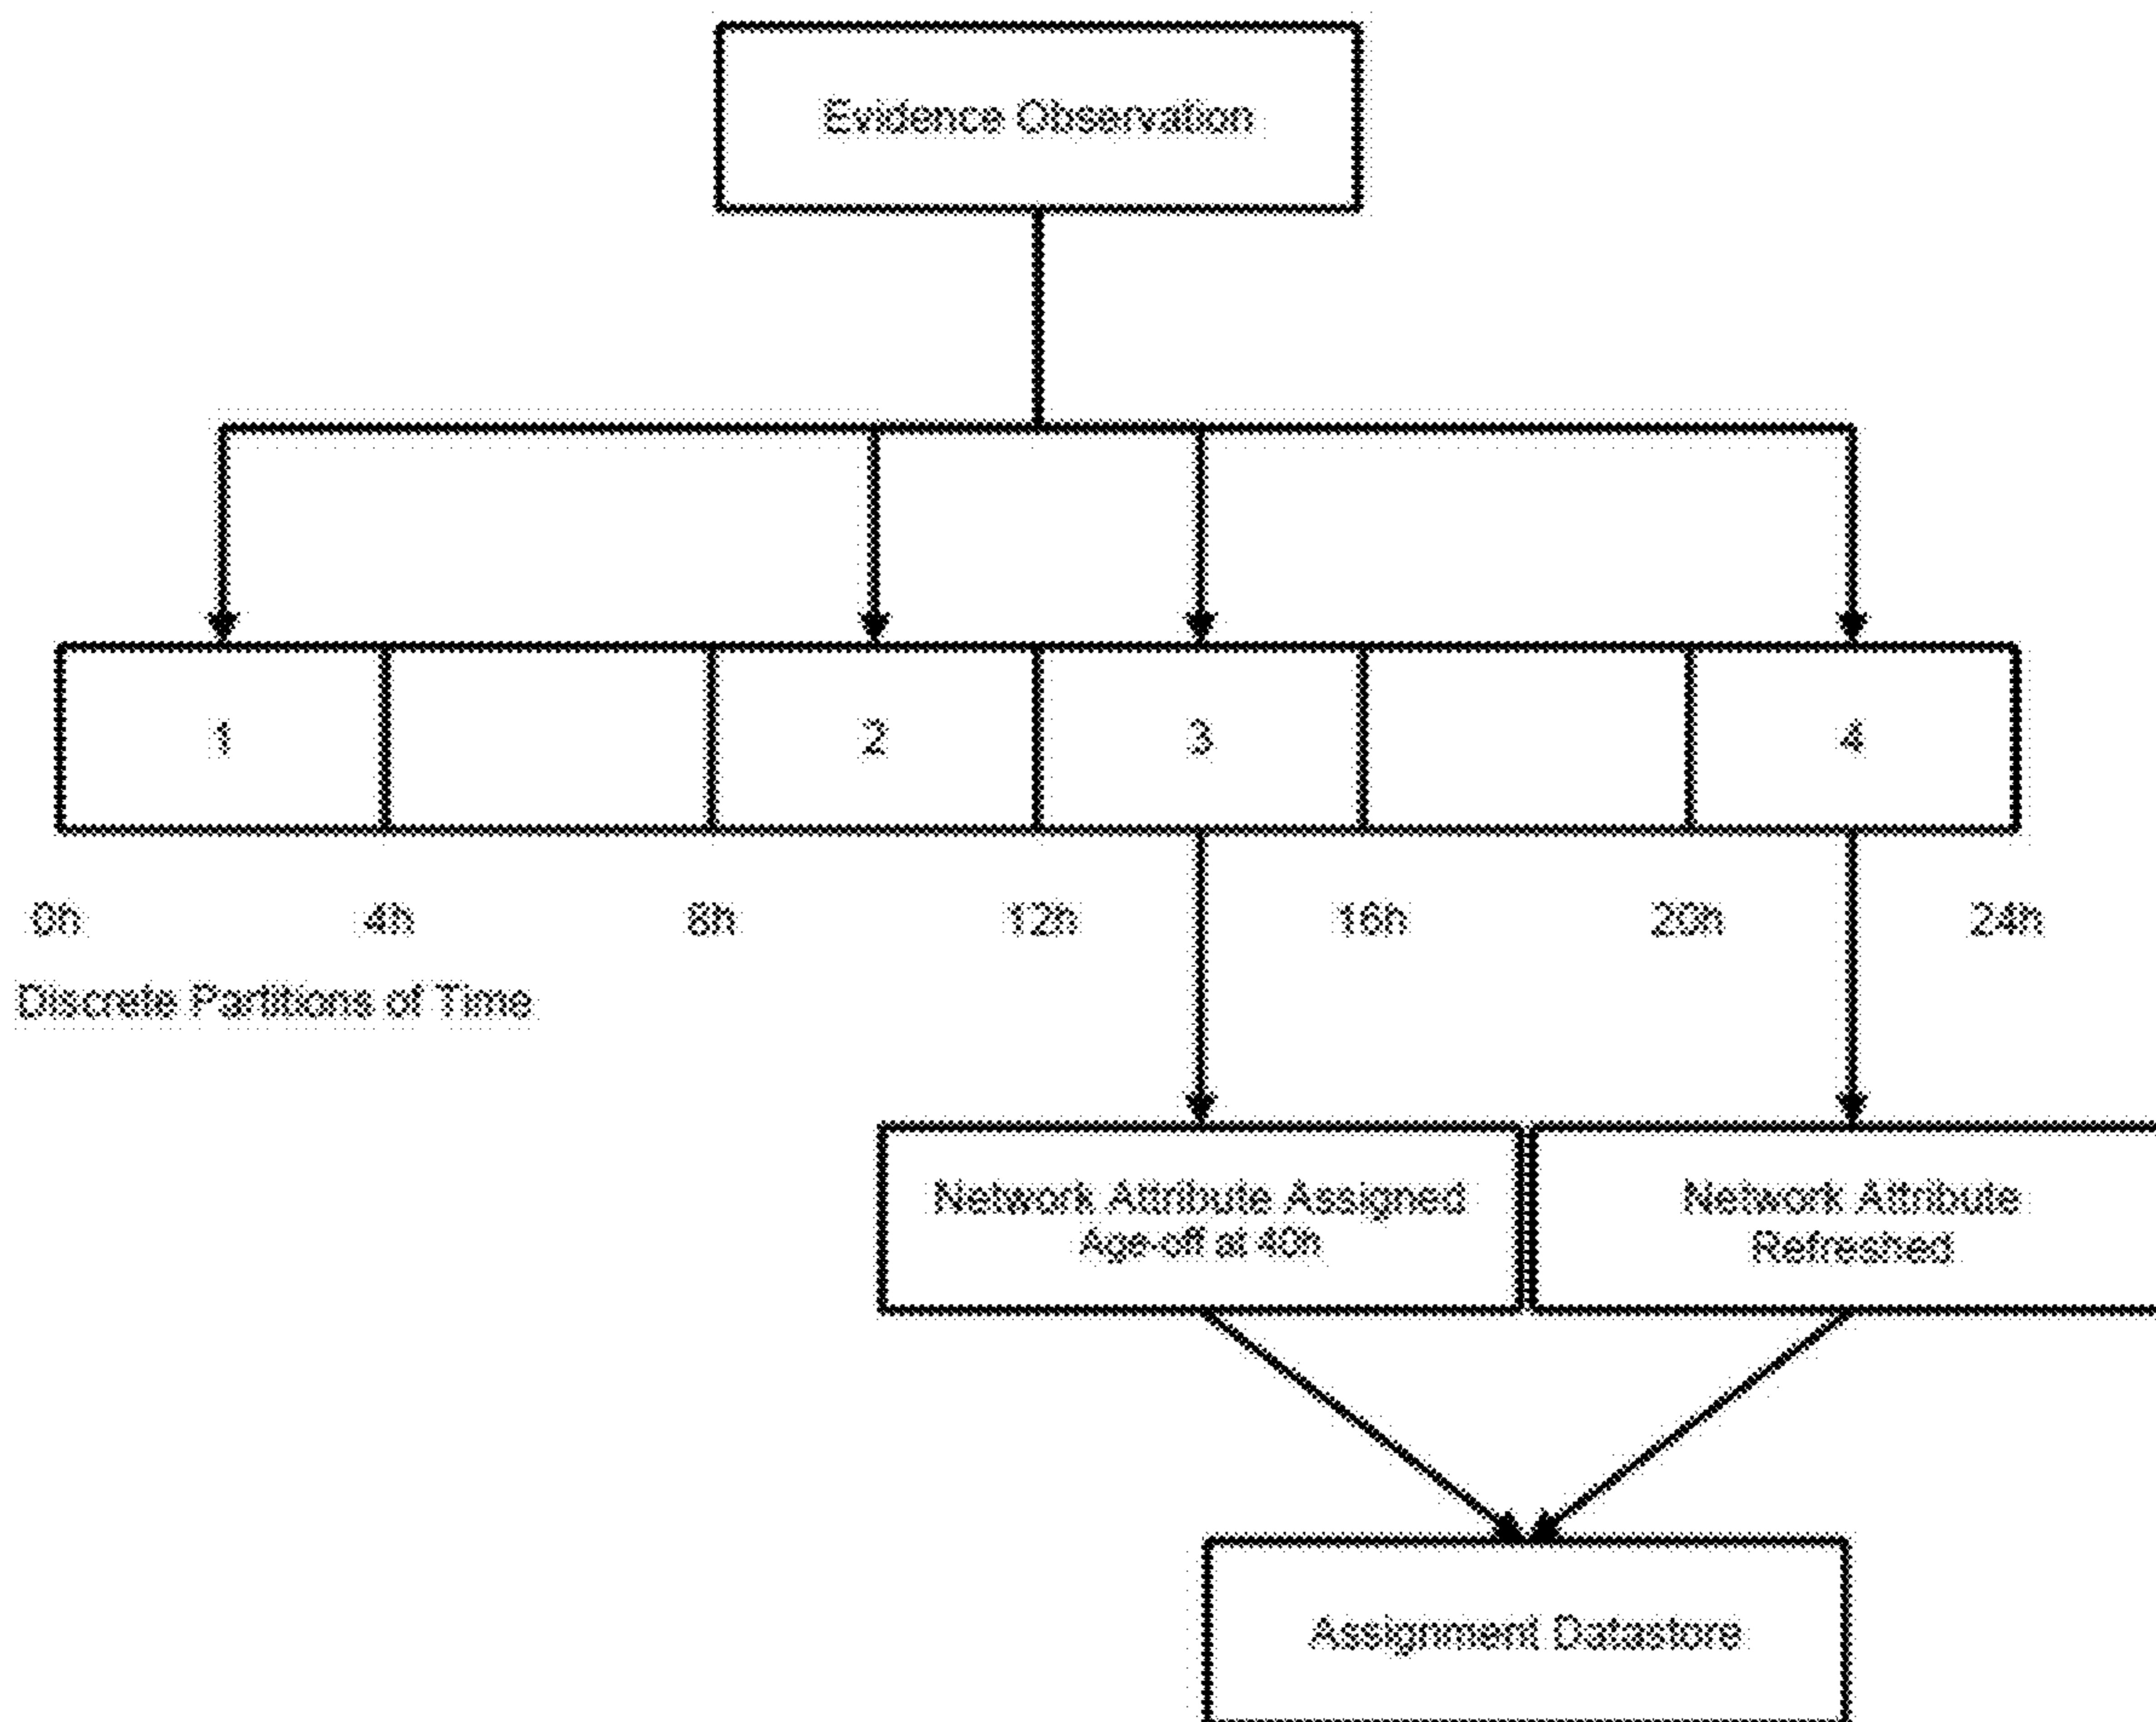 Evidence Observation
1 2 3 4
0h 4h 8h 12h 16h 20h 24h
Discrete Partitions of Time
Network Attribute Assigned
Age-off at 40h
Network Attribute
Refreshed
Assignment Datastore